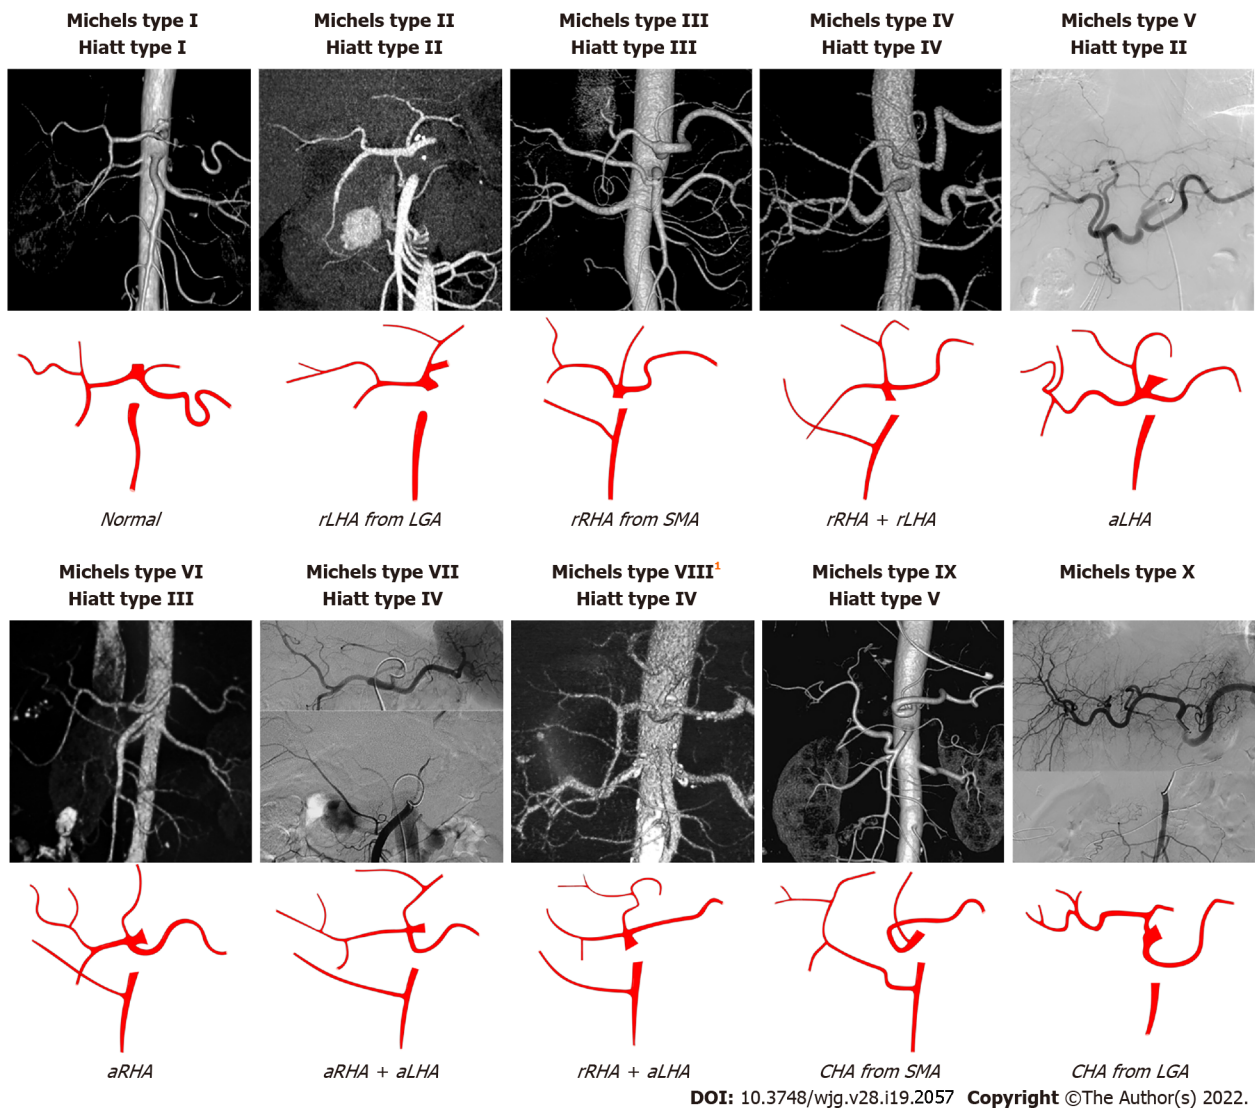 Michels type I
Hiatt type I
Michels type II
Hiatt type II
Michels type III
Hiatt type III
Michels type IV
Hiatt type IV
Michels type V
Hiatt type II
Normal
rLHA from LGA
rRHA from SMA
rRHA + rLHA
aLHA
Michels type VI
Hiatt type III
Michels type VII
Hiatt type IV
Michels type VIII¹
Hiatt type IV
Michels type IX
Hiatt type V
Michels type X
aRHA
aRHA + aLHA
rRHA + aLHA
CHA from SMA
CHA from LGA
DOI: 10.3748/wjg.v28.i19.2057 Copyright ©The Author(s) 2022.